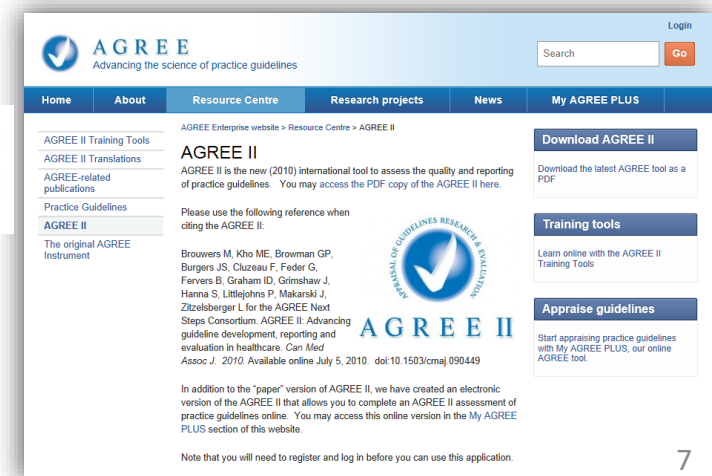 Login
AGREE
Advancing the science of practice guidelines
Search
Go
Home
About
Resource Centre
Research projects
News
My AGREE PLUS
AGREE II Training Tools
AGREE II Translations
AGREE-related
publications
Practice Guidelines
AGREE II
The original AGREE
Instrument
AGREE Enterprise website > Resource Centre > AGREE II
AGREE II
AGREE II is the new (2010) international tool to assess the quality and reporting
of practice guidelines. You may access the PDF copy of the AGREE II here.
Please use the following reference when
citing the AGREE II:
Brouwers M, Kho ME, Browman GP,
Burgers JS, Cluzeau F, Feder G,
Fervers B, Graham ID, Grimshaw J,
Hanna S, Littlejohns P, Makarski J,
Zitzelsberger L for the AGREE Next
Steps Consortium. AGREE II: Advancing
guideline development, reporting and
evaluation in healthcare. Can Med
Assoc J. 2010. Available online July 5, 2010. doi:10.1503/cmaj.090449
APPRAISAL OF GUIDELINES RESEARCH & EVALUATION
AGREE II
In addition to the "paper" version of AGREE II, we have created an electronic
version of the AGREE II that allows you to complete an AGREE II assessment of
practice guidelines online. You may access this online version in the My AGREE
PLUS section of this website.
Note that you will need to register and log in before you can use this application.
Download AGREE II
Download the latest AGREE tool as a
PDF
Training tools
Learn online with the AGREE II
Training Tools
Appraise guidelines
Start appraising practice guidelines
with My AGREE PLUS, our online
AGREE tool.
7